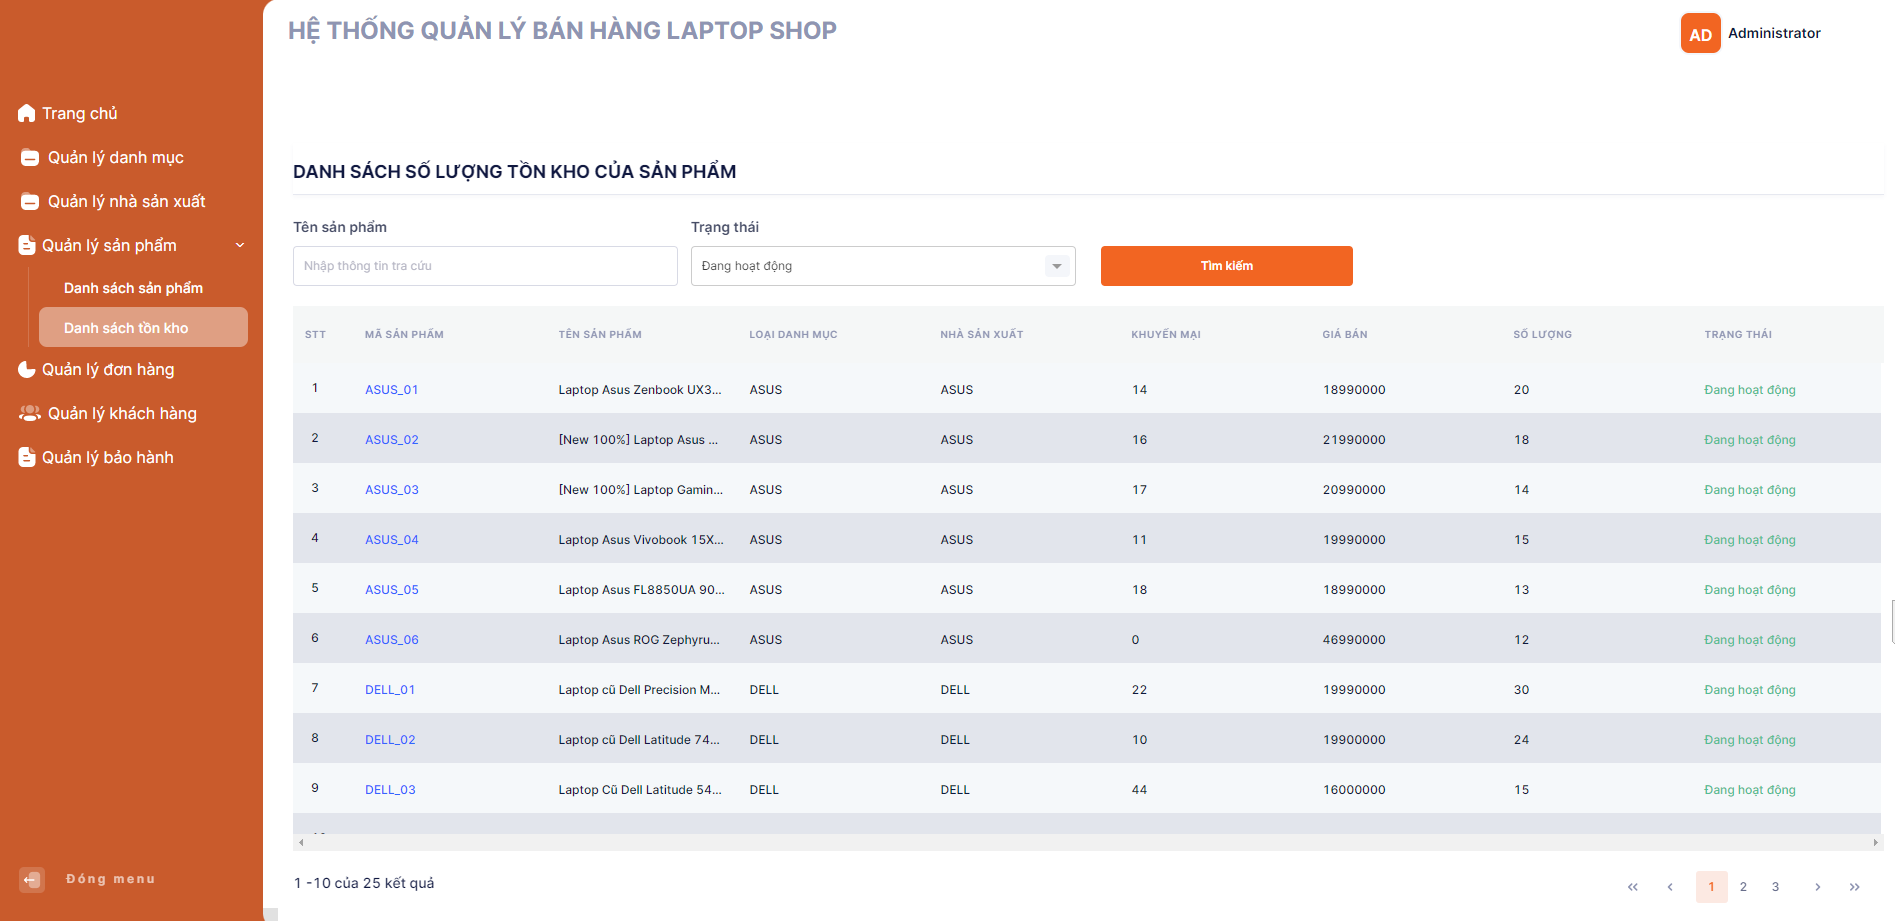 HỆ THỐNG QUẢN LÝ BÁN HÀNG LAPTOP SHOP
AD Administrator
Trang chủ
Quản lý danh mục
Quản lý nhà sản xuất
Quản lý sản phẩm
Danh sách sản phẩm
Danh sách tồn kho
Quản lý đơn hàng
Quản lý khách hàng
Quản lý bảo hành
Đóng menu
DANH SÁCH SỐ LƯỢNG TỒN KHO CỦA SẢN PHẨM
Tên sản phẩm Trạng thái
Nhập thông tin tra cứu Đang hoạt động Tìm kiếm
STT MÃ SẢN PHẨM TÊN SẢN PHẨM LOẠI DANH MỤC NHÀ SẢN XUẤT KHUYẾN MẠI GIÁ BÁN SỐ LƯỢNG TRẠNG THÁI
1 ASUS_01 Laptop Asus Zenbook UX3... ASUS ASUS 14 18990000 20 Đang hoạt động
2 ASUS_02 [New 100%] Laptop Asus ... ASUS ASUS 16 21990000 18 Đang hoạt động
3 ASUS_03 [New 100%] Laptop Gamin... ASUS ASUS 17 20990000 14 Đang hoạt động
4 ASUS_04 Laptop Asus Vivobook 15X... ASUS ASUS 11 19990000 15 Đang hoạt động
5 ASUS_05 Laptop Asus FL8850UA 90... ASUS ASUS 18 18990000 13 Đang hoạt động
6 ASUS_06 Laptop Asus ROG Zephyru... ASUS ASUS 0 46990000 12 Đang hoạt động
7 DELL_01 Laptop cũ Dell Precision M... DELL DELL 22 19990000 30 Đang hoạt động
8 DELL_02 Laptop cũ Dell Latitude 74... DELL DELL 10 19900000 24 Đang hoạt động
9 DELL_03 Laptop Cũ Dell Latitude 54... DELL DELL 44 16000000 15 Đang hoạt động
1 -10 của 25 kết quả
« ‹ 1 2 3 › »